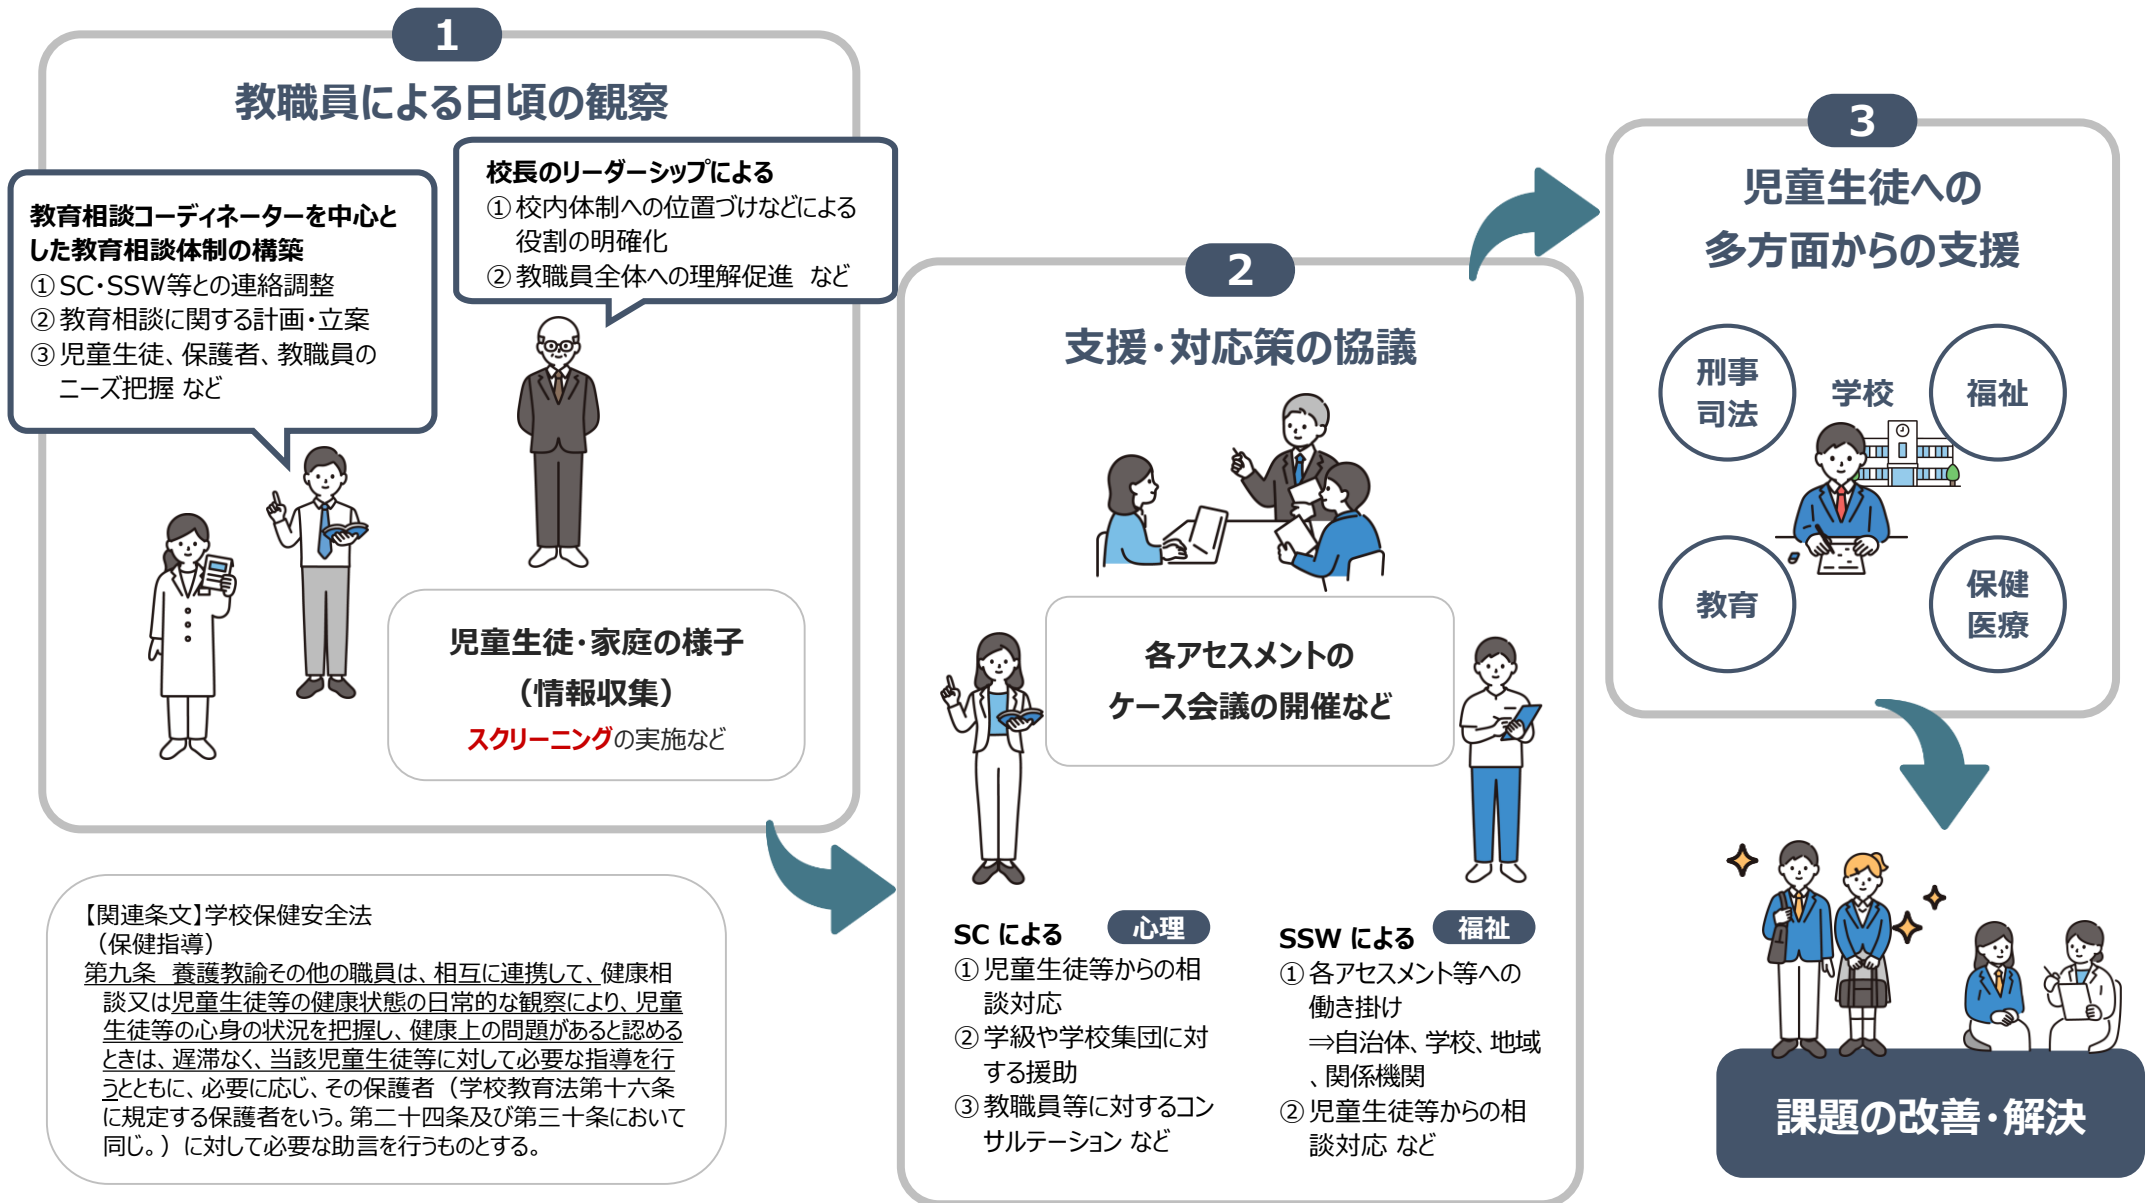 1
教職員による日頃の観察
教育相談コーディネーターを中心と
した教育相談体制の構築
① SC・SSW等との連絡調整
② 教育相談に関する計画・立案
③ 児童生徒、保護者、教職員の
ニーズ把握 など
校長のリーダーシップによる
① 校内体制への位置づけなどによる
役割の明確化
② 教職員全体への理解促進　など
児童生徒・家庭の様子
（情報収集）
スクリーニングの実施など
【関連条文】学校保健安全法
（保健指導）
第九条　養護教諭その他の職員は、相互に連携して、健康相
談又は児童生徒等の健康状態の日常的な観察により、児童
生徒等の心身の状況を把握し、健康上の問題があると認める
ときは、遅滞なく、当該児童生徒等に対して必要な指導を行
うとともに、必要に応じ、その保護者（学校教育法第十六条
に規定する保護者をいう。第二十四条及び第三十条において
同じ。）に対して必要な助言を行うものとする。
2
支援・対応策の協議
各アセスメントの
ケース会議の開催など
SC による
心理
① 児童生徒等からの相
談対応
② 学級や学校集団に対
する援助
③ 教職員等に対するコン
サルテーション など
SSW による
福祉
① 各アセスメント等への
働き掛け
⇒自治体、学校、地域
、関係機関
② 児童生徒等からの相
談対応 など
3
児童生徒への
多方面からの支援
刑事
司法
学校
福祉
教育
保健
医療
課題の改善・解決